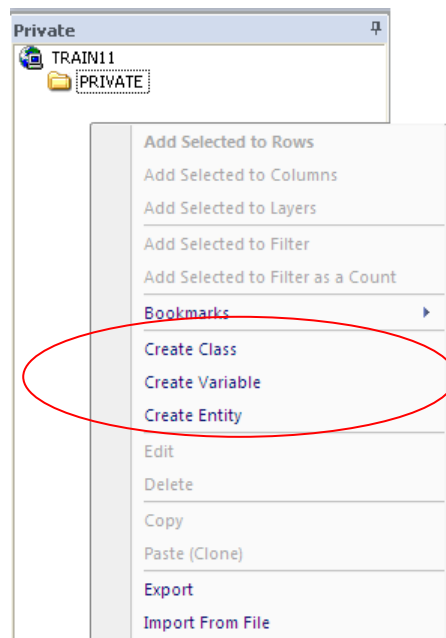 Private
TRAIN11
PRIVATE
Add Selected to Rows
Add Selected to Columns
Add Selected to Layers
Add Selected to Filter
Add Selected to Filter as a Count
Bookmarks
Create Class
Create Variable
Create Entity
Edit
Delete
Copy
Paste (Clone)
Export
Import From File